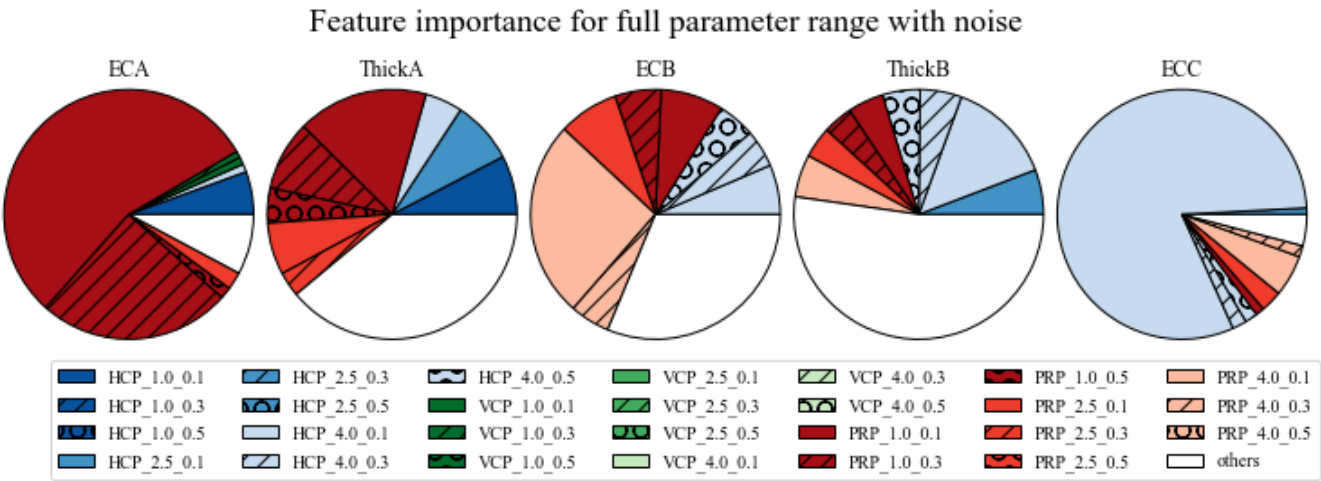 Feature importance for full parameter range with noise
ECA ThickA ECB ThickB ECC
HCP_1.0_0.1 HCP_2.5_0.3 HCP_4.0_0.5 VCP_2.5_0.1 VCP_4.0_0.3 PRP_1.0_0.5 PRP_4.0_0.1
HCP_1.0_0.3 HCP_2.5_0.5 VCP_1.0_0.1 VCP_2.5_0.3 VCP_4.0_0.5 PRP_2.5_0.1 PRP_4.0_0.3
HCP_1.0_0.5 HCP_4.0_0.1 VCP_1.0_0.3 VCP_2.5_0.5 PRP_1.0_0.1 PRP_2.5_0.3 PRP_4.0_0.5
HCP_2.5_0.1 HCP_4.0_0.3 VCP_1.0_0.5 VCP_4.0_0.1 PRP_1.0_0.3 PRP_2.5_0.5 others